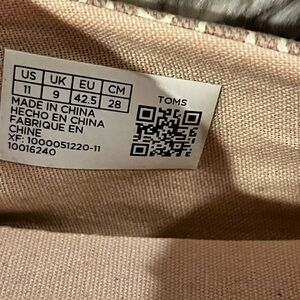 US UK EU CM
11 9 42.5 28
TOMS
MADE IN CHINA
HECHO EN CHINA
FABRIQUE EN
CHINE
XF: 1000051220-11
10016240